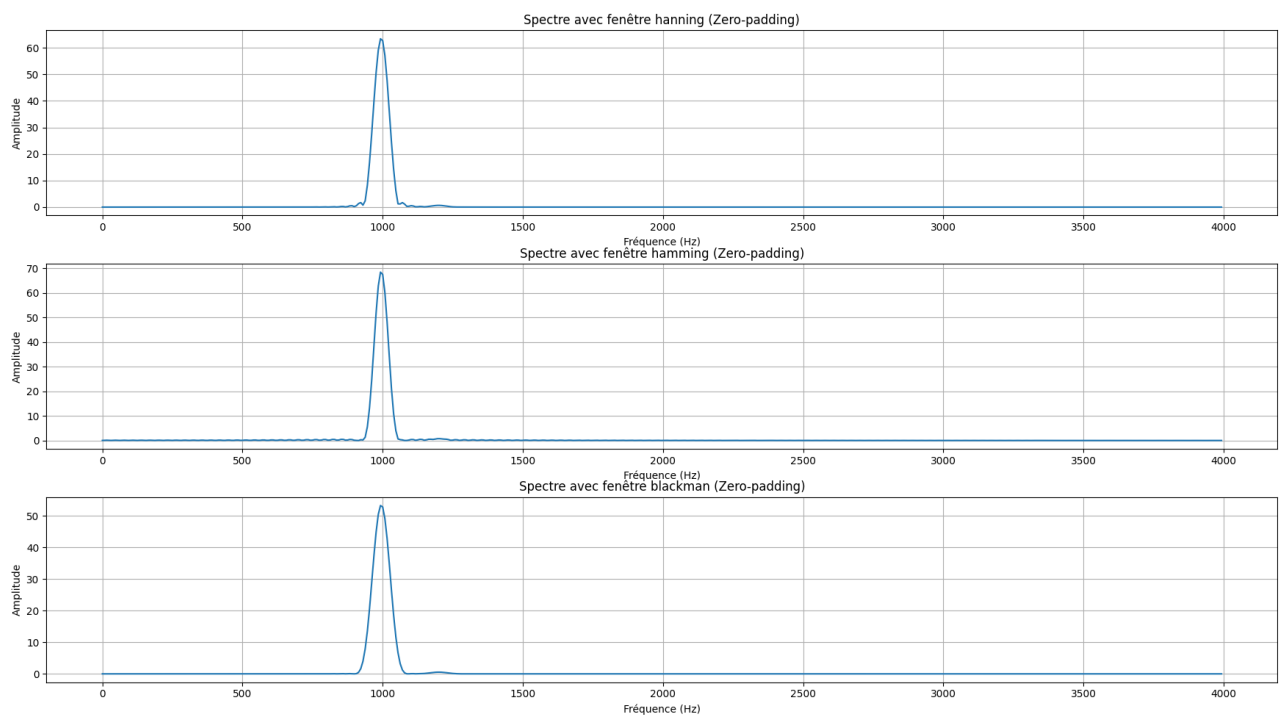 Spectre avec fenêtre hanning (Zero-padding)
60
50
40
30
20
10
0
Amplitude
0 500 1000 1500 2000 2500 3000 3500 4000
Fréquence (Hz)
Spectre avec fenêtre hamming (Zero-padding)
70
60
50
40
30
20
10
0
Amplitude
0 500 1000 1500 2000 2500 3000 3500 4000
Fréquence (Hz)
Spectre avec fenêtre blackman (Zero-padding)
50
40
30
20
10
0
Amplitude
0 500 1000 1500 2000 2500 3000 3500 4000
Fréquence (Hz)